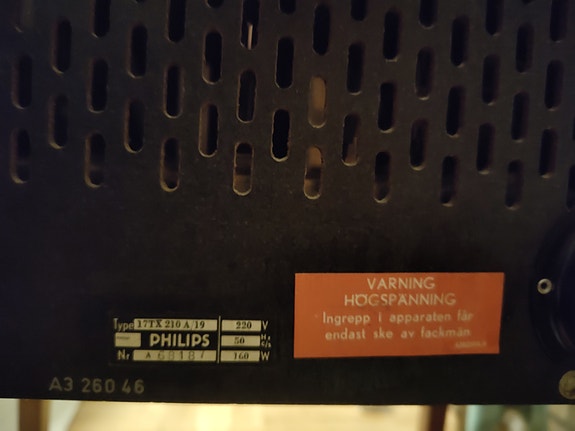 VARNING
HÖGSPÄNNING
Ingrepp i apparaten får
endast ske av fackmän
Type 17TX 210 A/19 220 V
PHILIPS 50
Nr A 68187 160 W
A3 260 46